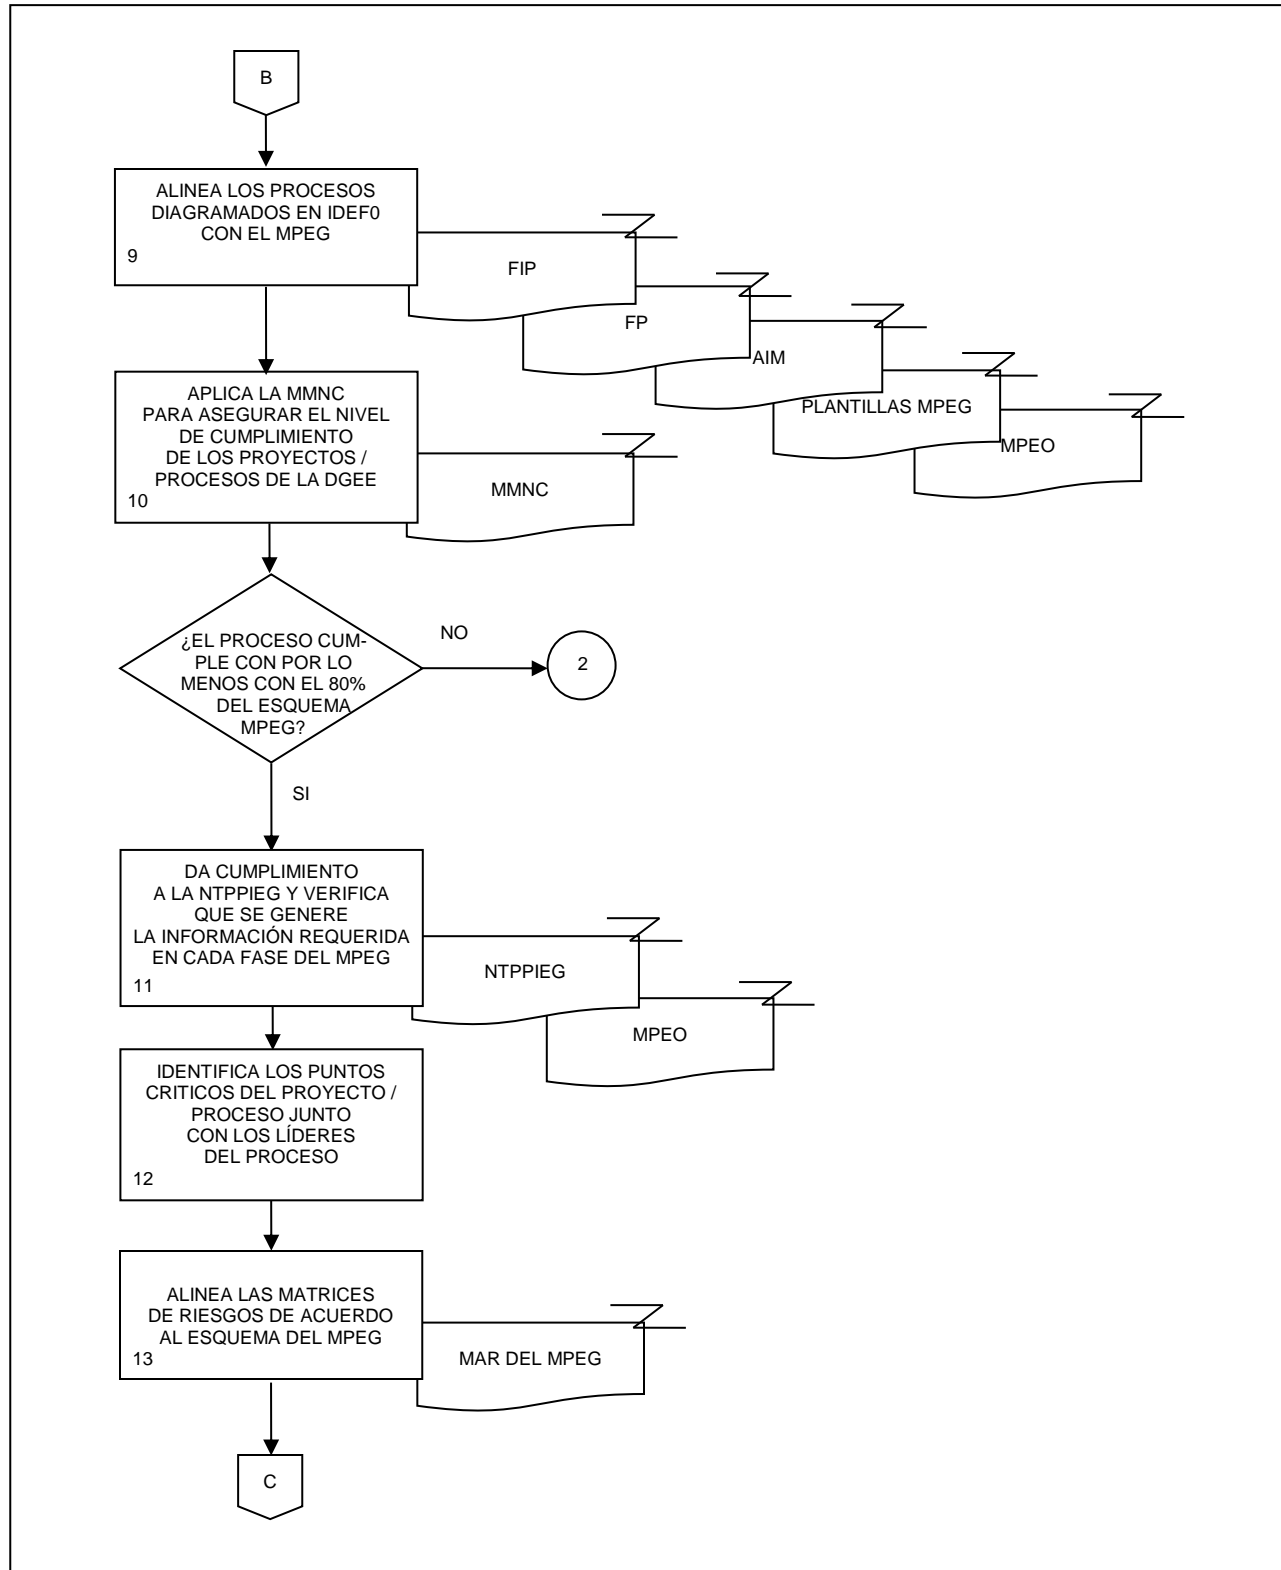 B
ALINEA LOS PROCESOS
DIAGRAMADOS EN IDEF0
CON EL MPEG
9
FIP
FP
AIM
PLANTILLAS MPEG
MPEO
APLICA LA MMNC
PARA ASEGURAR EL NIVEL
DE CUMPLIMIENTO
DE LOS PROYECTOS /
PROCESOS DE LA DGEE
10
MMNC
¿EL PROCESO CUM-
PLE CON POR LO
MENOS CON EL 80%
DEL ESQUEMA
MPEG?
NO
2
SI
DA CUMPLIMIENTO
A LA NTPPIEG Y VERIFICA
QUE SE GENERE
LA INFORMACIÓN REQUERIDA
EN CADA FASE DEL MPEG
11
NTPPIEG
MPEO
IDENTIFICA LOS PUNTOS
CRITICOS DEL PROYECTO /
PROCESO JUNTO
CON LOS LÍDERES
DEL PROCESO
12
ALINEA LAS MATRICES
DE RIESGOS DE ACUERDO
AL ESQUEMA DEL MPEG
13
MAR DEL MPEG
C